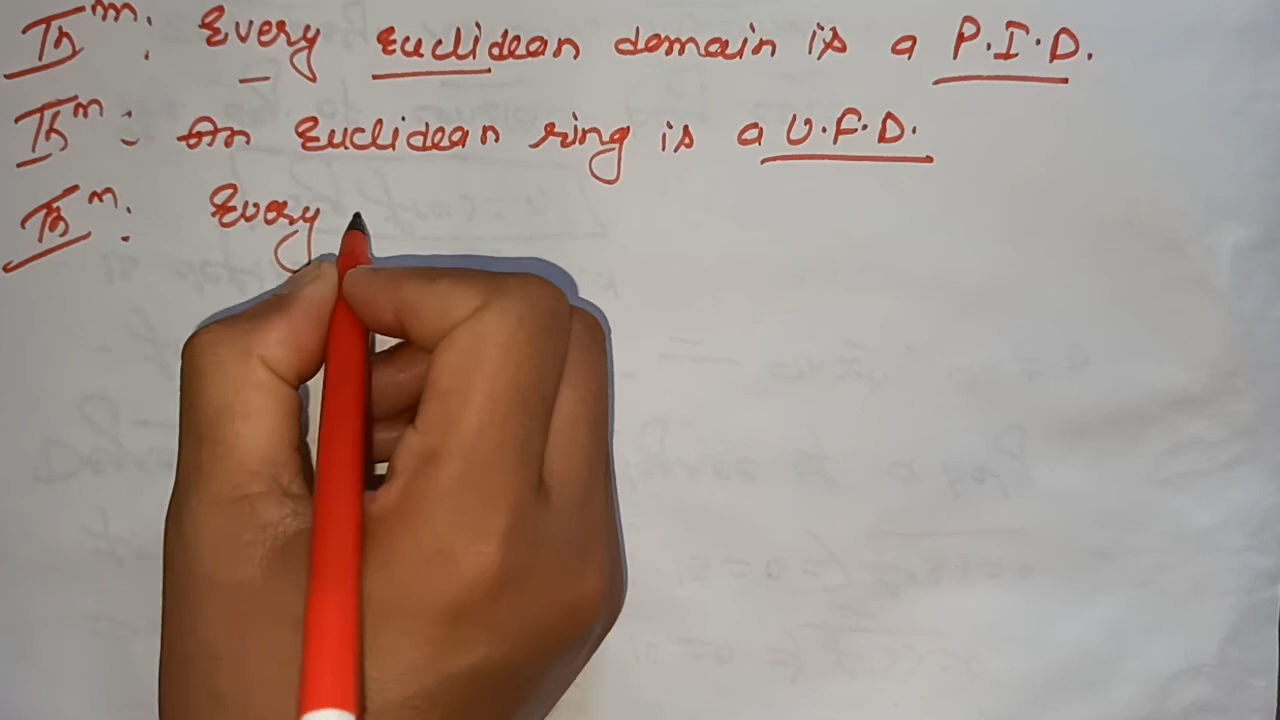 Thm: Every Euclidean domain is a P.I.D.
Thm: An Euclidean ring is a U.F.D.
Thm: Every